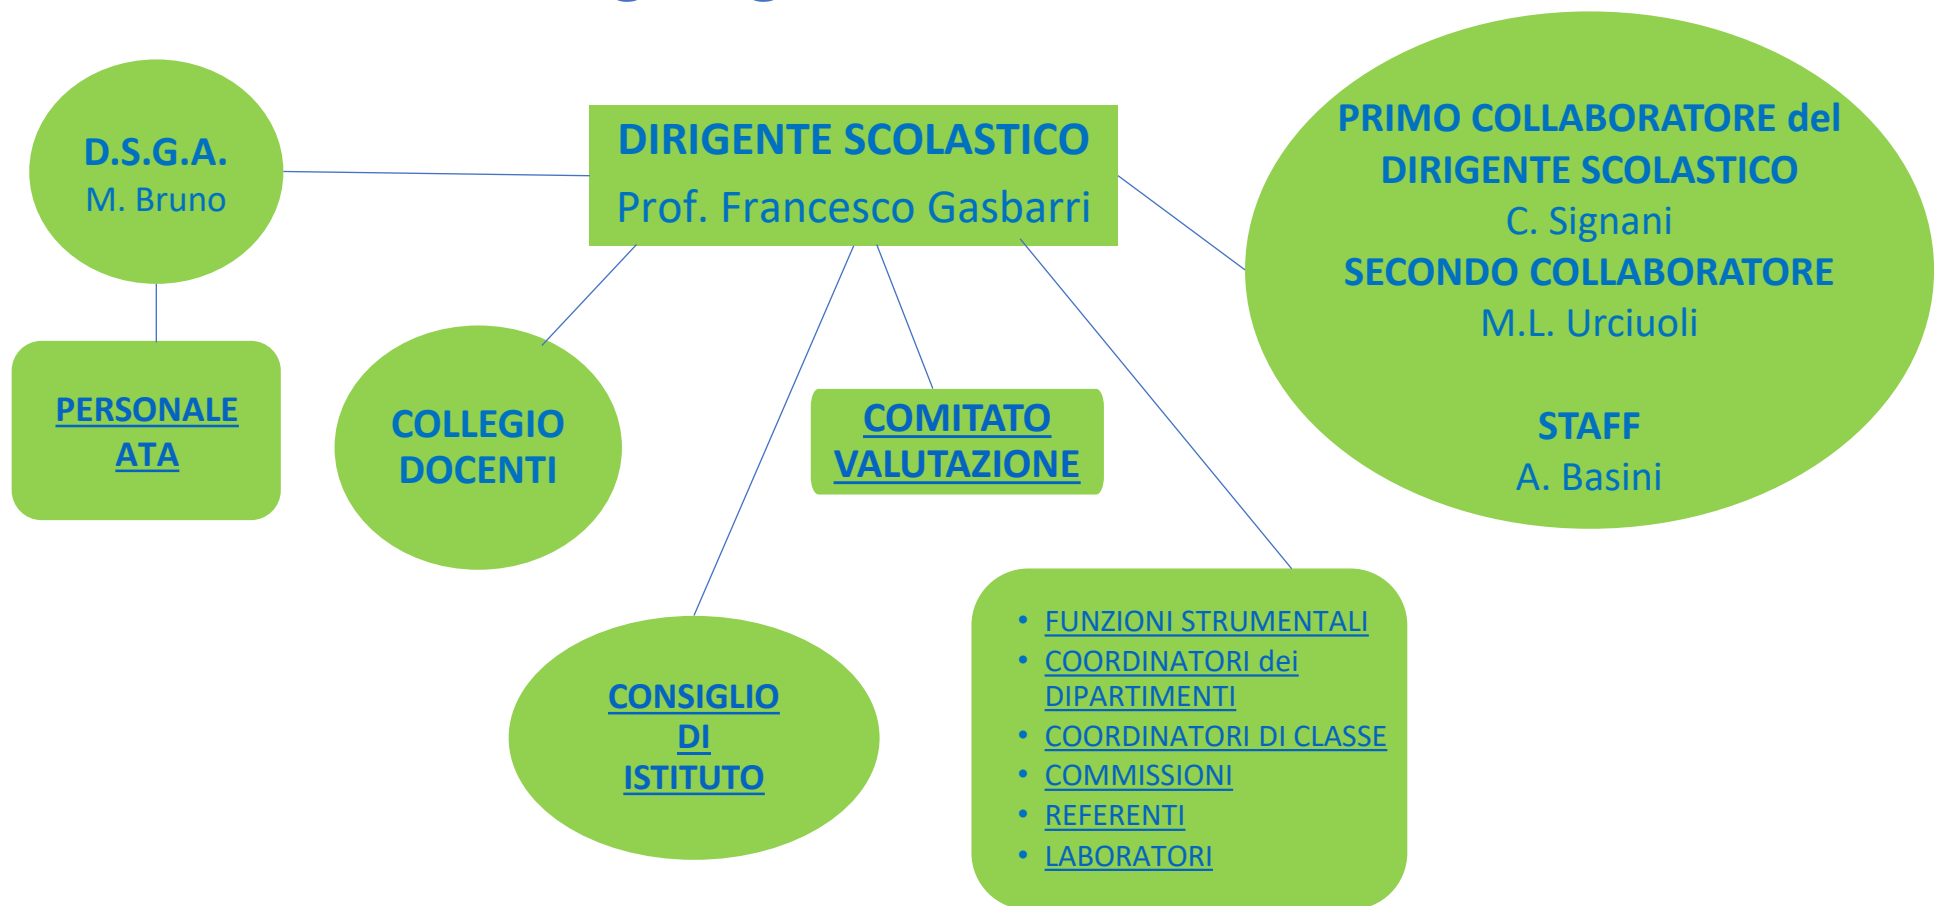 D.S.G.A.
M. Bruno
DIRIGENTE SCOLASTICO
Prof. Francesco Gasbarri
PRIMO COLLABORATORE del
DIRIGENTE SCOLASTICO
C. Signani
SECONDO COLLABORATORE
M.L. Urciuoli
STAFF
A. Basini
PERSONALE
ATA
COLLEGIO
DOCENTI
COMITATO
VALUTAZIONE
CONSIGLIO
DI
ISTITUTO
• FUNZIONI STRUMENTALI
• COORDINATORI dei
DIPARTIMENTI
• COORDINATORI DI CLASSE
• COMMISSIONI
• REFERENTI
• LABORATORI